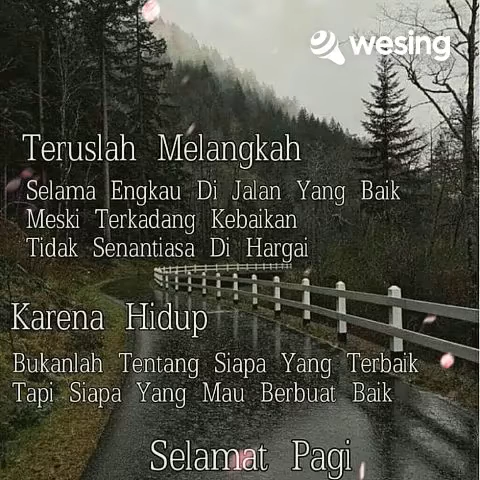 wesing
Teruslah Melangkah
Selama Engkau Di Jalan Yang Baik
Meski Terkadang Kebaikan
Tidak Senantiasa Di Hargai
Karena Hidup
Bukanlah Tentang Siapa Yang Terbaik
Tapi Siapa Yang Mau Berbuat Baik
Selamat Pagi